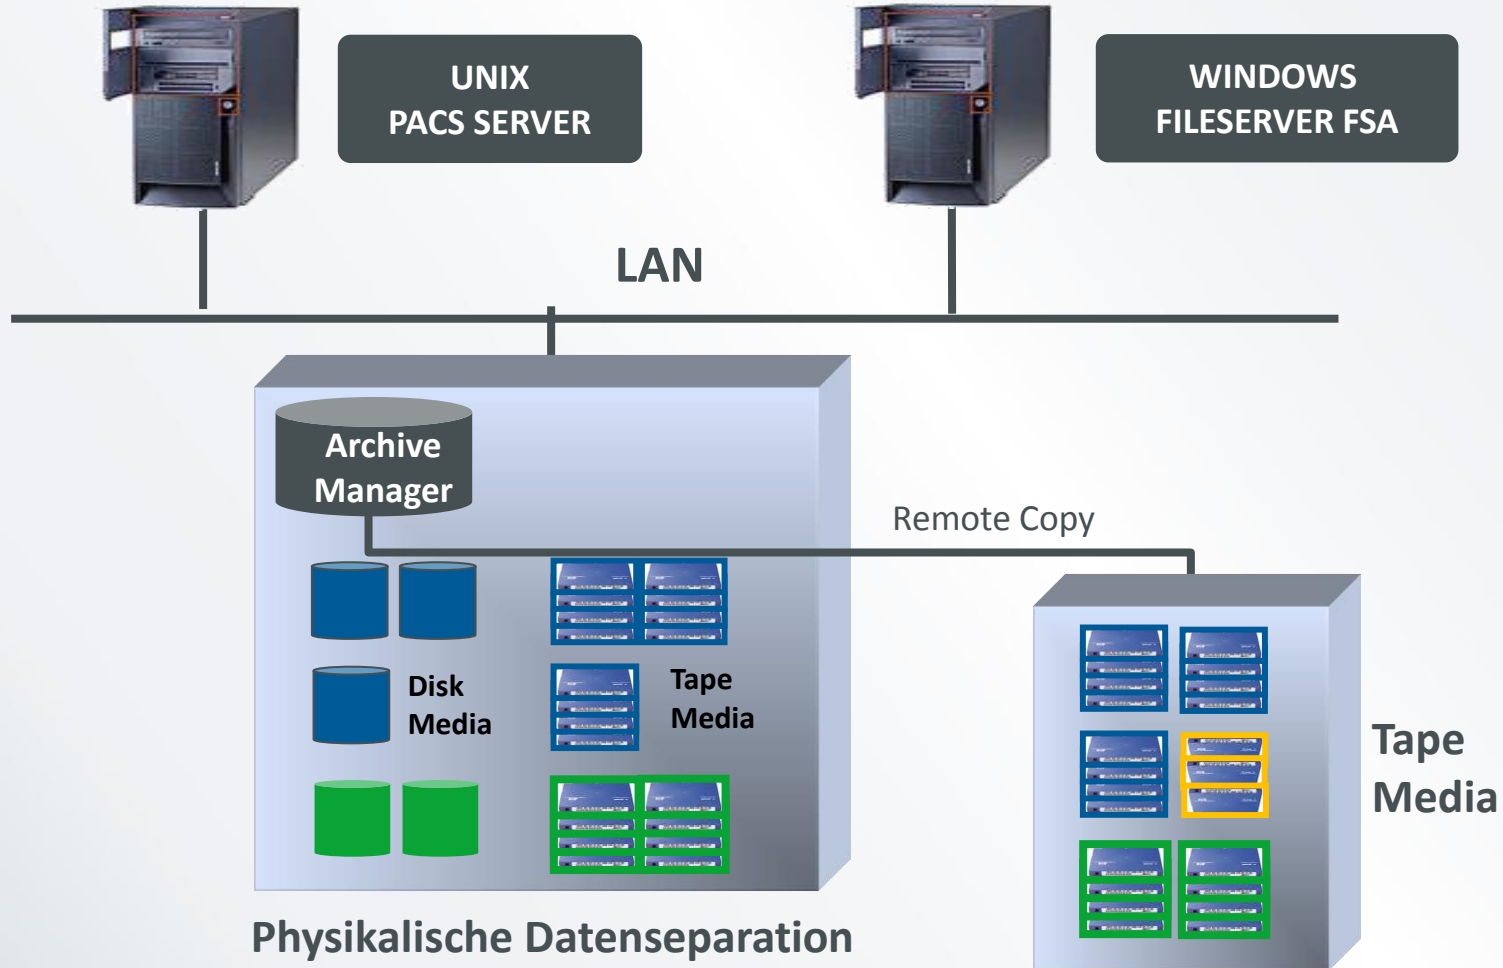 UNIX
PACS SERVER
WINDOWS
FILESERVER FSA
LAN
Archive
Manager
Remote Copy
Disk
Media
Tape
Media
Tape
Media
Physikalische Datenseparation